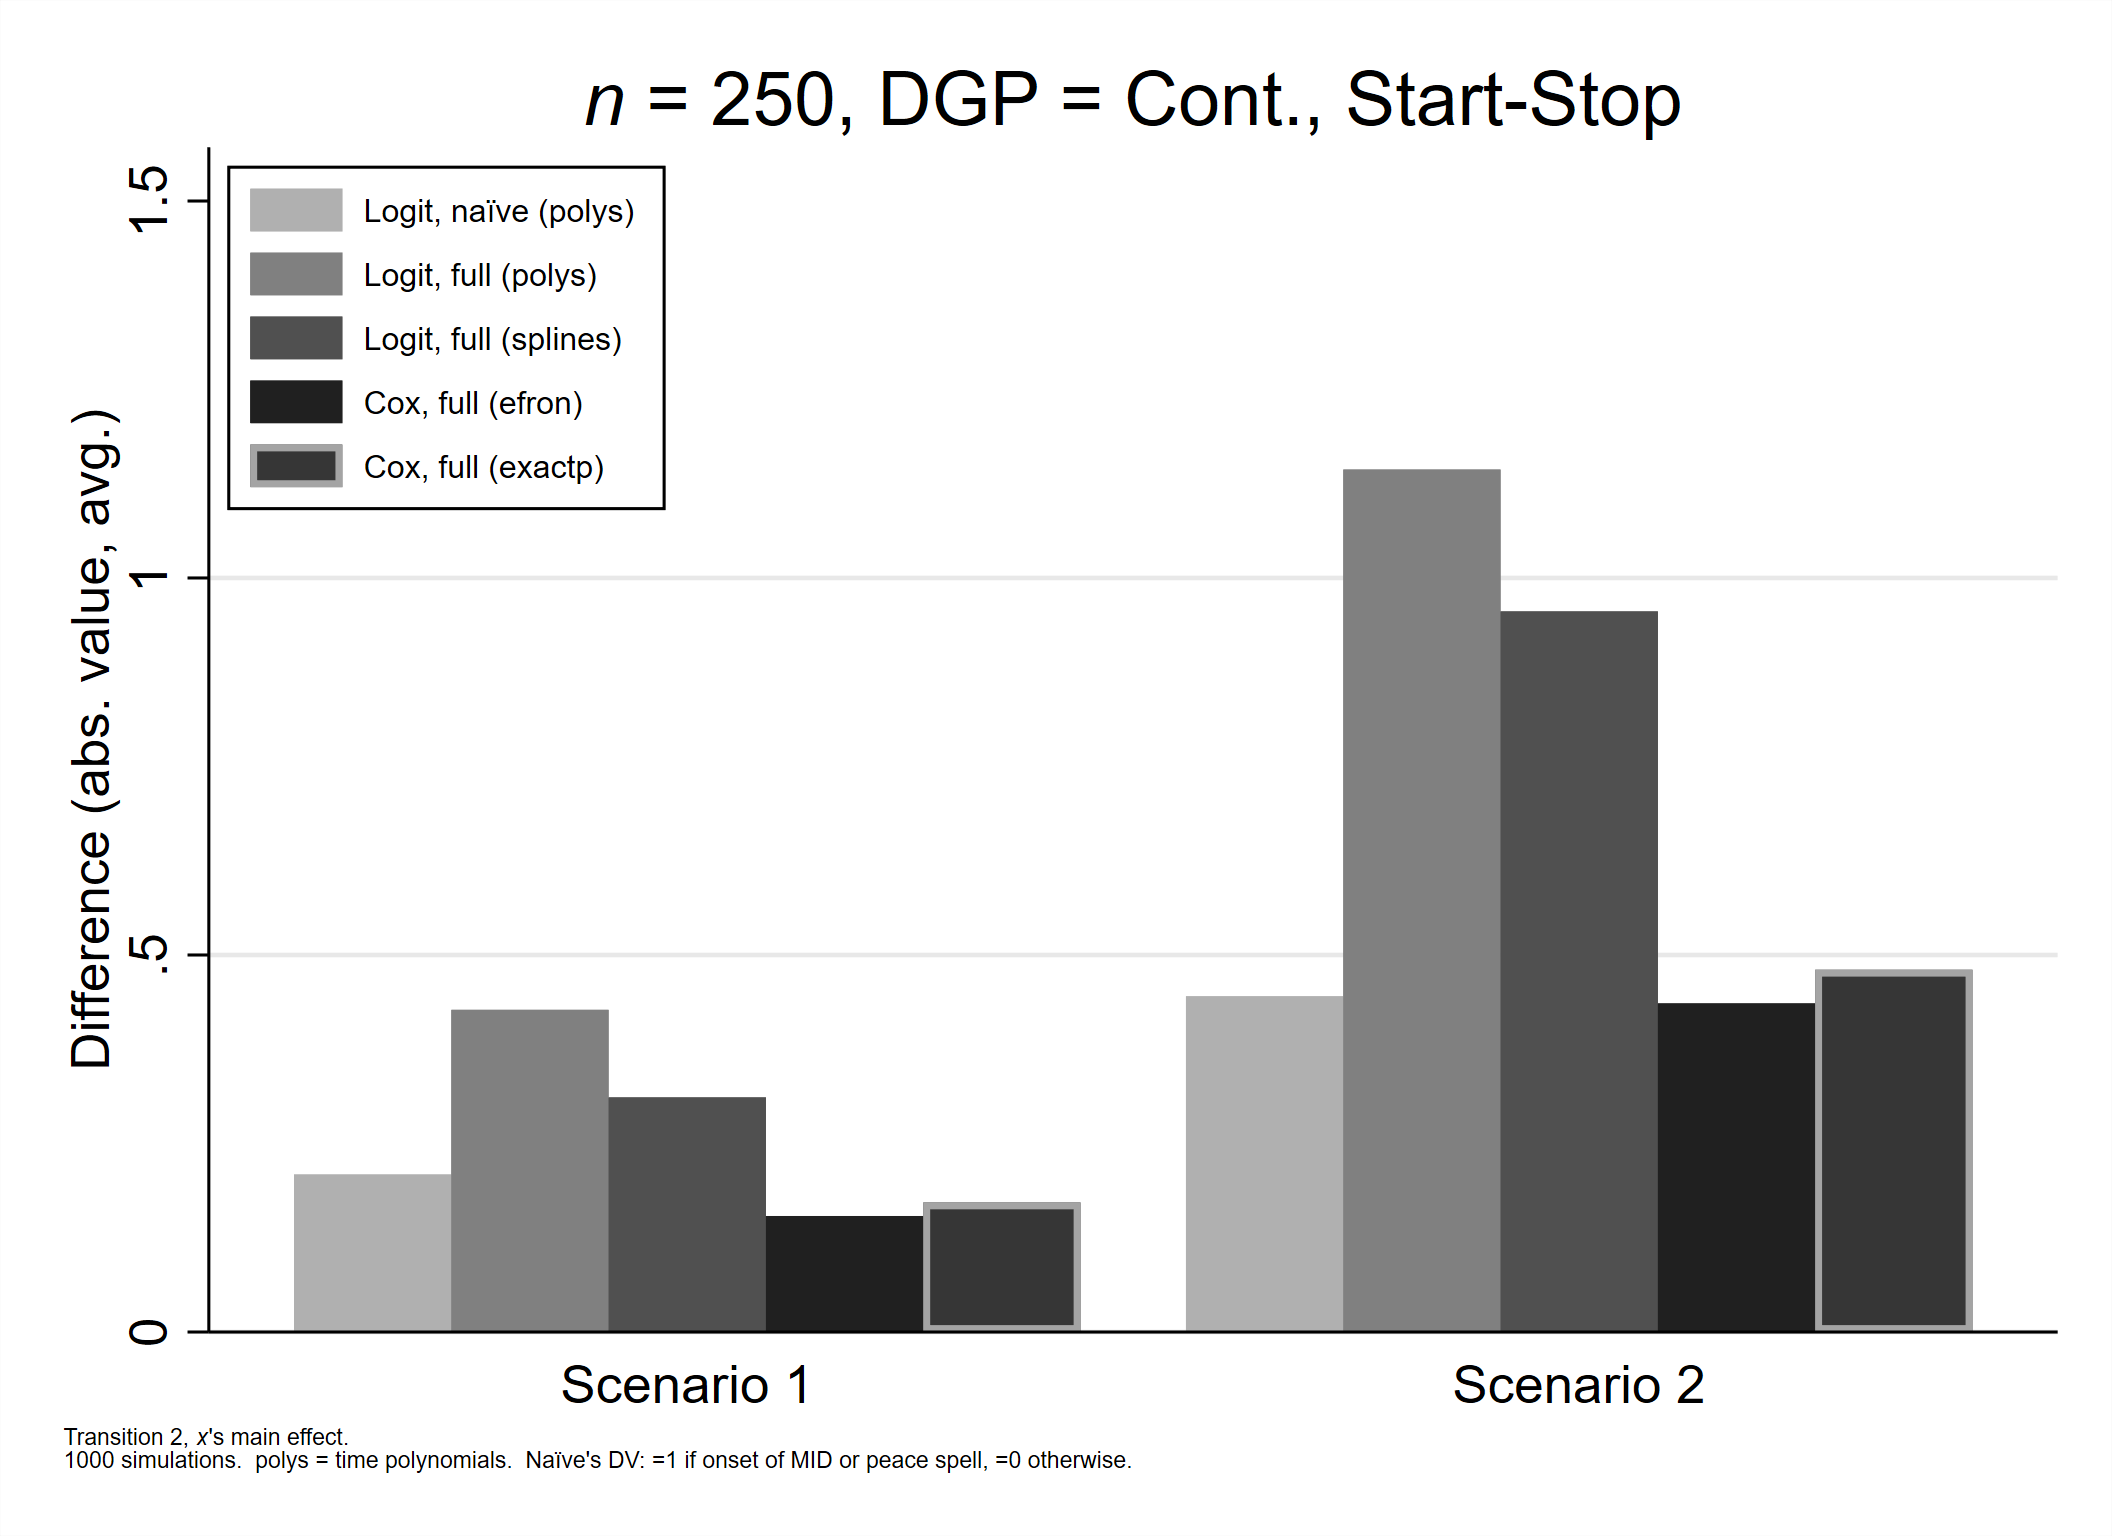 n = 250, DGP = Cont., Start-Stop
Logit, naïve (polys)
Logit, full (polys)
Logit, full (splines)
Cox, full (efron)
Cox, full (exactp)
Difference (abs. value, avg.)
1.5
1
.5
0
Scenario 1
Scenario 2
Transition 2, x's main effect.
1000 simulations.  polys = time polynomials.  Naïve's DV: =1 if onset of MID or peace spell, =0 otherwise.